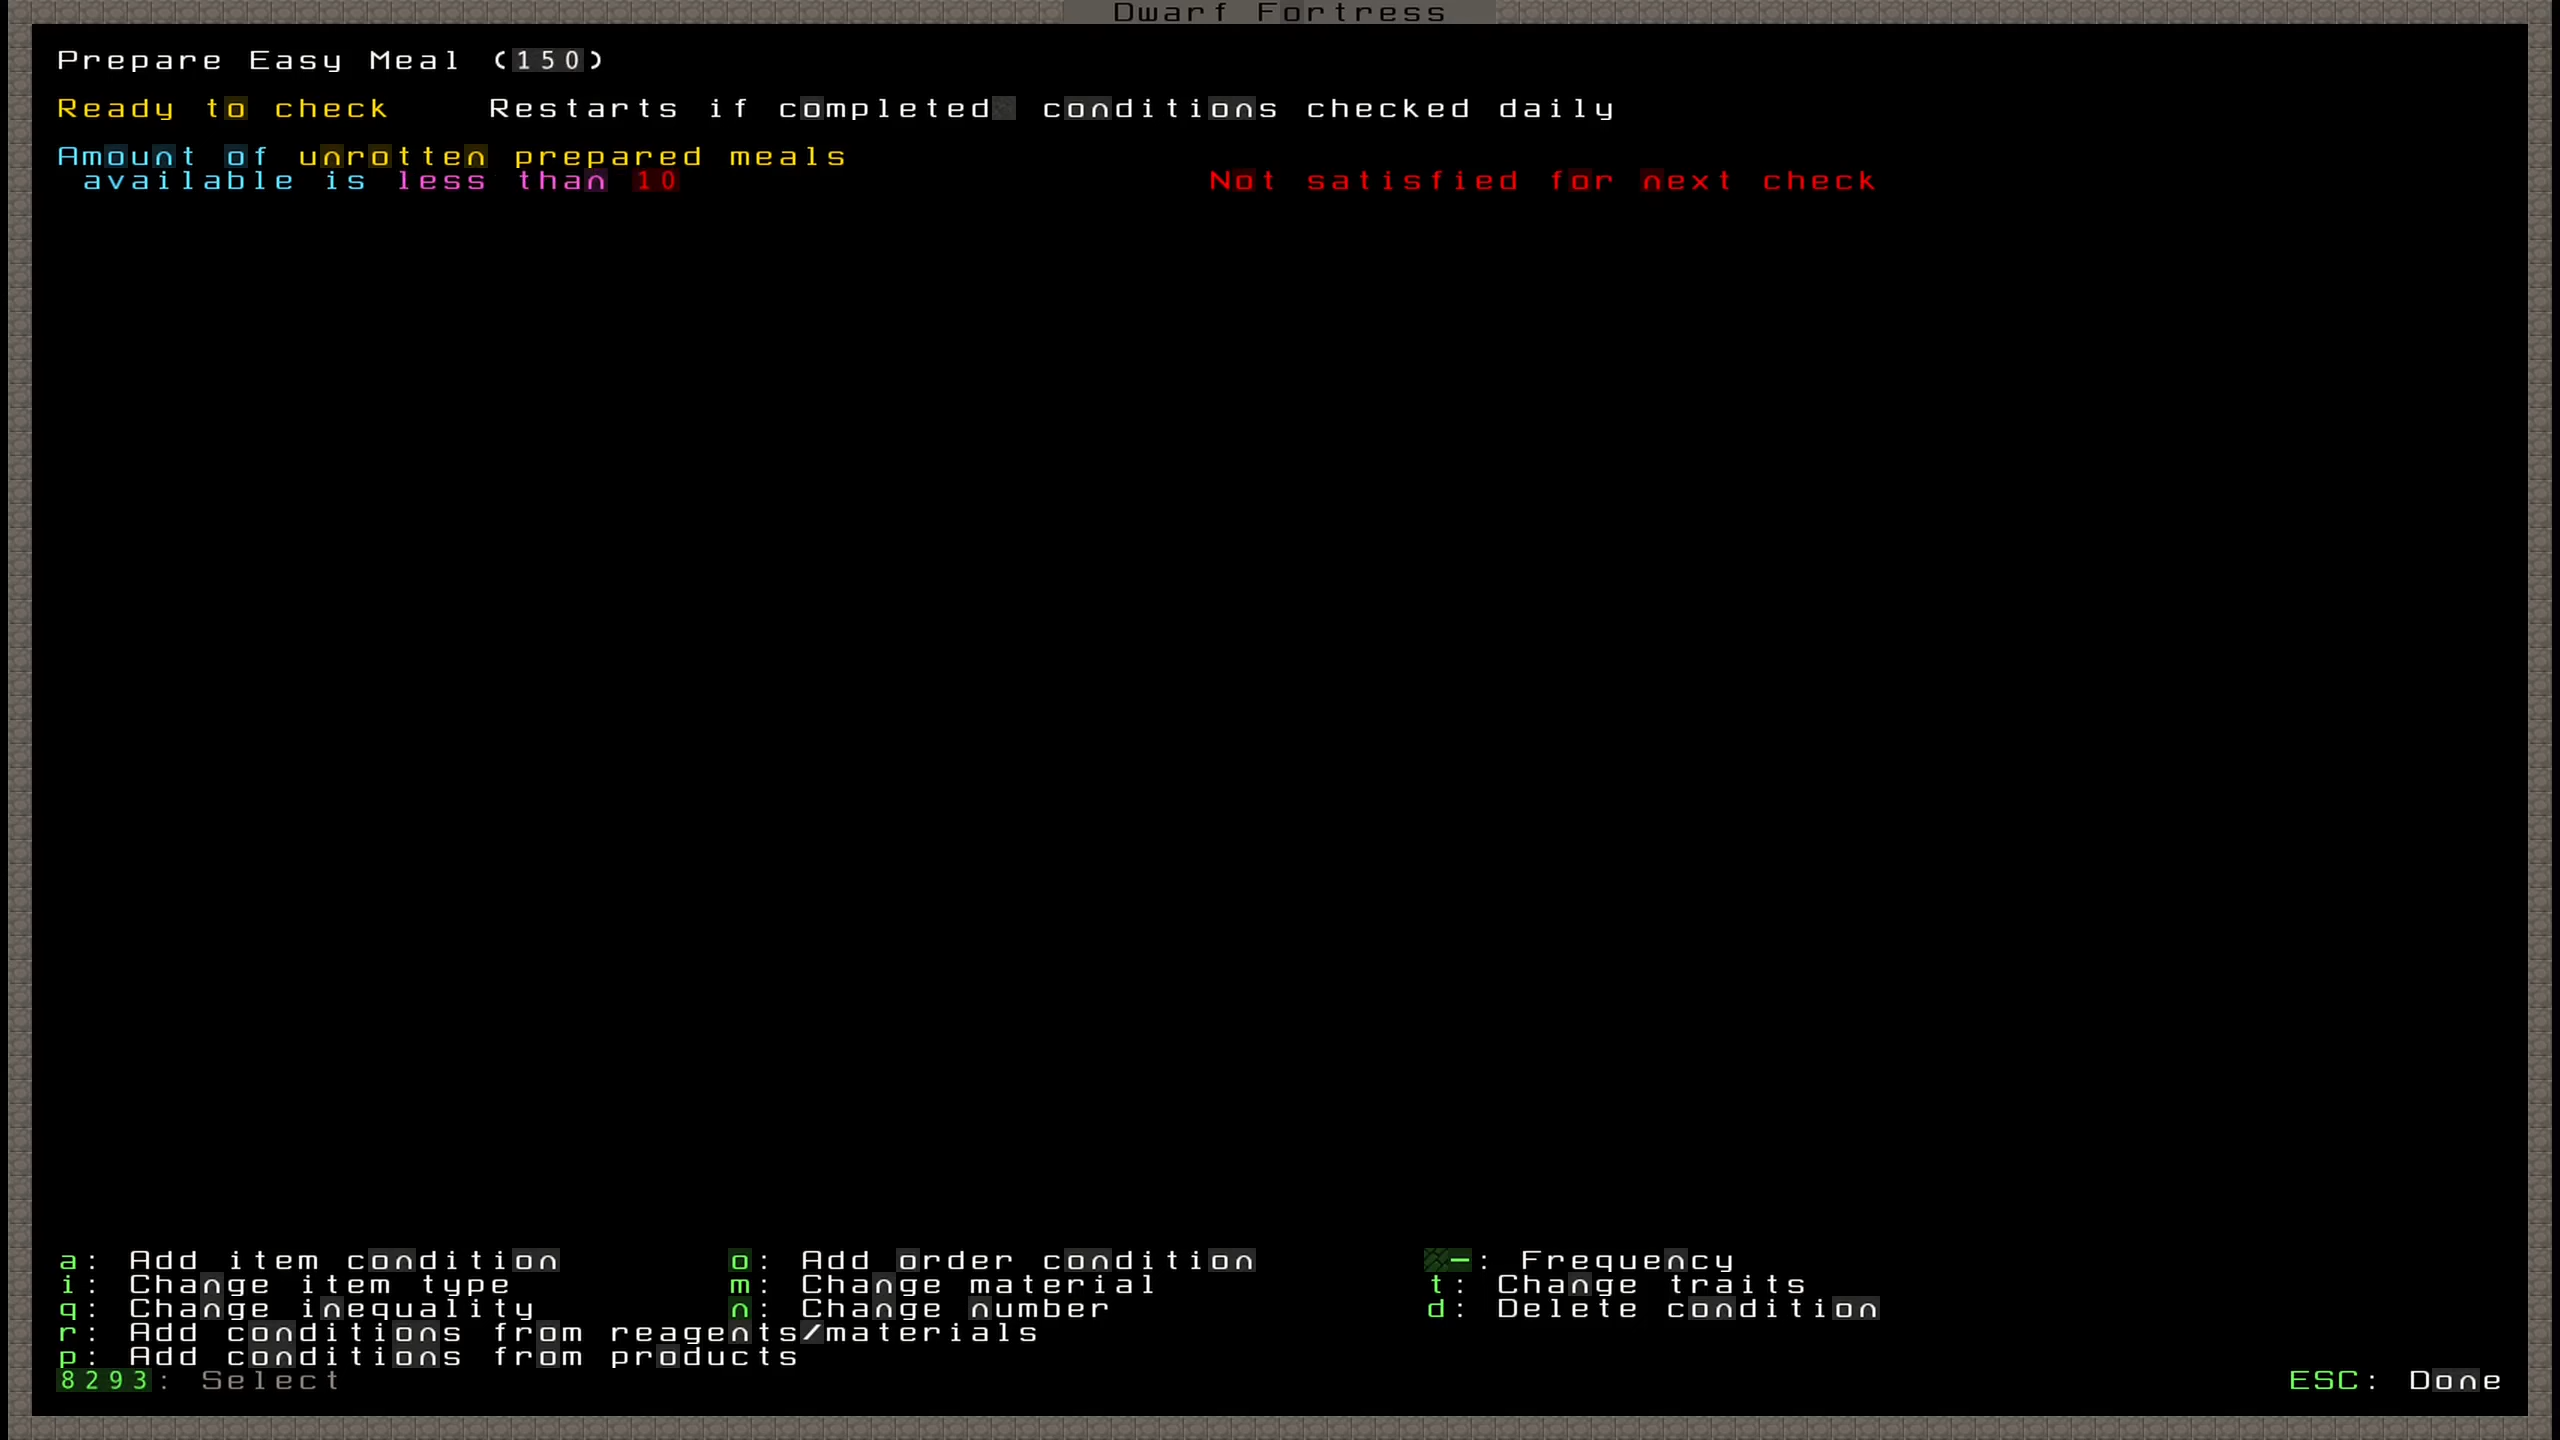 Dwarf Fortress
Prepare Easy Meal (150)
Ready to check Restarts if completed conditions checked daily
Amount of unrotten prepared meals
available is less than 10 Not satisfied for next check
a: Add item condition o: Add order condition -: Frequency
i: Change item type m: Change material t: Change traits
q: Change inequality n: Change number d: Delete condition
r: Add conditions from reagents/materials
p: Add conditions from products
8293: Select ESC: Done